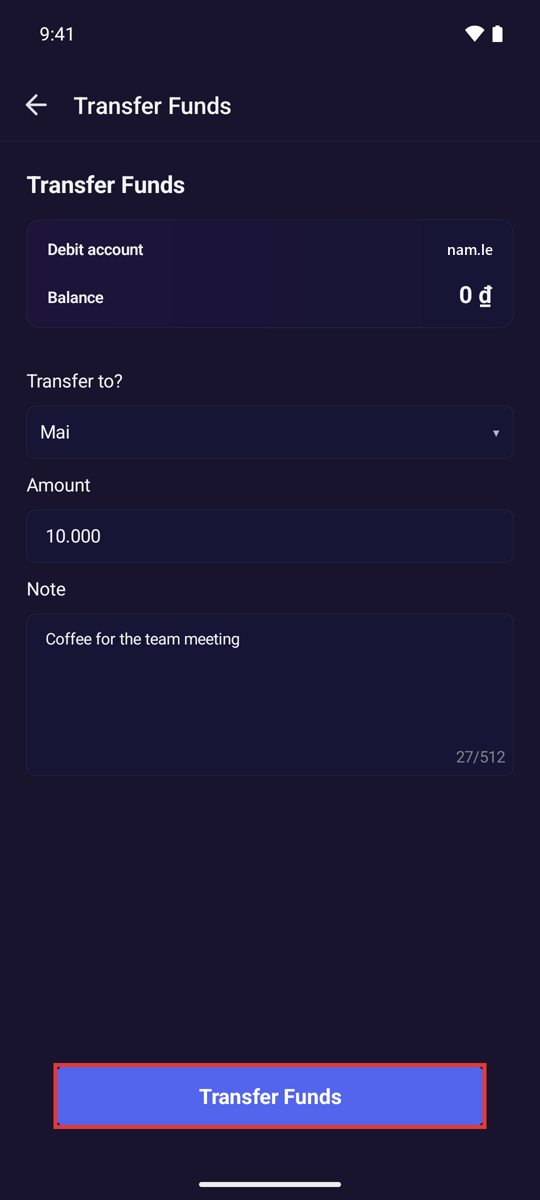 9:41
Transfer Funds
Transfer Funds
Debit account nam.le
Balance 0 ₫
Transfer to?
Mai
Amount
10.000
Note
Coffee for the team meeting
27/512
Transfer Funds